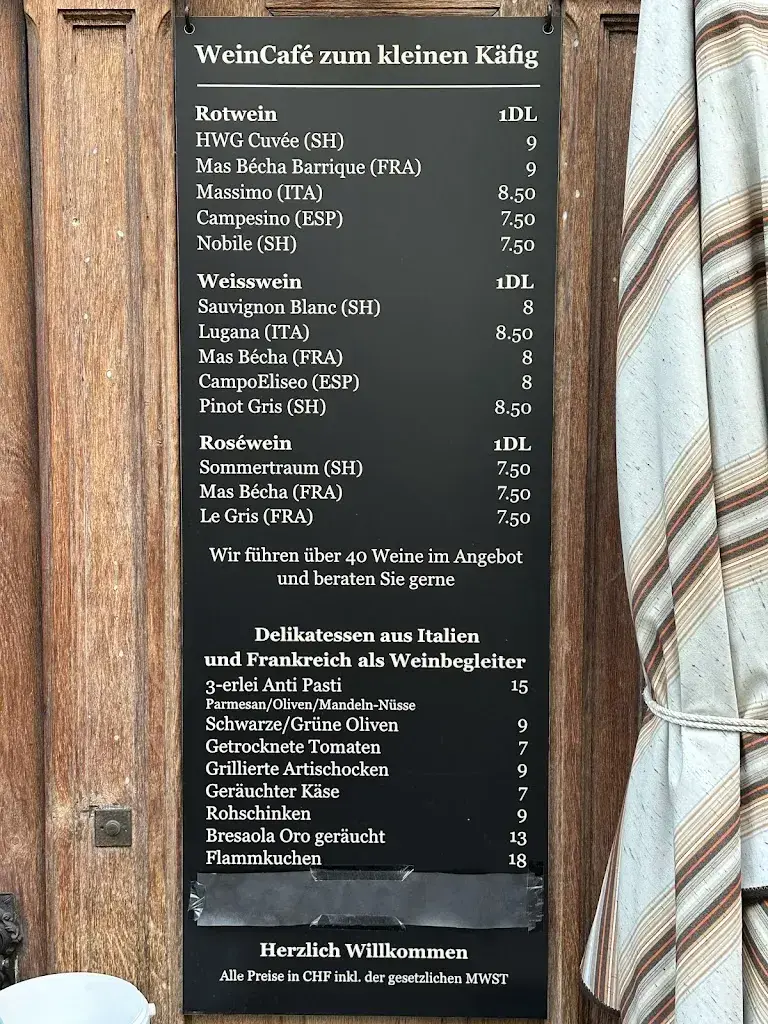 WeinCafé zum kleinen Käfig
Rotwein 1DL
HWG Cuvée (SH) 9
Mas Bécha Barrique (FRA) 9
Massimo (ITA) 8.50
Campesino (ESP) 7.50
Nobile (SH) 7.50
Weisswein 1DL
Sauvignon Blanc (SH) 8
Lugana (ITA) 8.50
Mas Bécha (FRA) 8
CampoEliseo (ESP) 8
Pinot Gris (SH) 8.50
Roséwein 1DL
Sommertraum (SH) 7.50
Mas Bécha (FRA) 7.50
Le Gris (FRA) 7.50
Wir führen über 40 Weine im Angebot
und beraten Sie gerne
Delikatessen aus Italien
und Frankreich als Weinbegleiter
3-erlei Anti Pasti 15
Parmesan/Oliven/Mandeln-Nüsse
Schwarze/Grüne Oliven 9
Getrocknete Tomaten 7
Grillierte Artischocken 9
Geräuchter Käse 7
Rohschinken 9
Bresaola Oro geräucht 13
Flammkuchen 18
Herzlich Willkommen
Alle Preise in CHF inkl. der gesetzlichen MWST